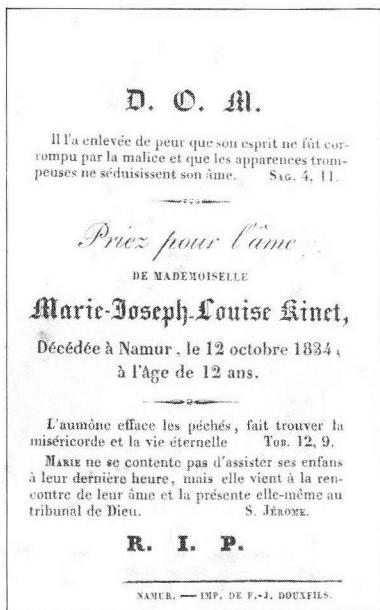 D. O. M.
Il l'a enlevée de peur que son esprit ne fût cor-
rompu par la malice et que les apparences trom-
peuses ne séduisissent son âme. SAG. 4, 11.
Priez pour l'âme
DE MADEMOISELLE
Marie-Joseph-Louise Kinet,
Décédée à Namur, le 12 octobre 1834,
à l'Age de 12 ans.
L'aumône efface les péchés, fait trouver la
miséricorde et la vie éternelle TOB. 12, 9.
MARIE ne se contente pas d'assister ses enfans
à leur dernière heure, mais elle vient à la ren-
contre de leur âme et la présente elle-même au
tribunal de Dieu. S. JÉROME.
R. I. P.
NAMUR. — IMP. DE F.-J. DOUXFILS.